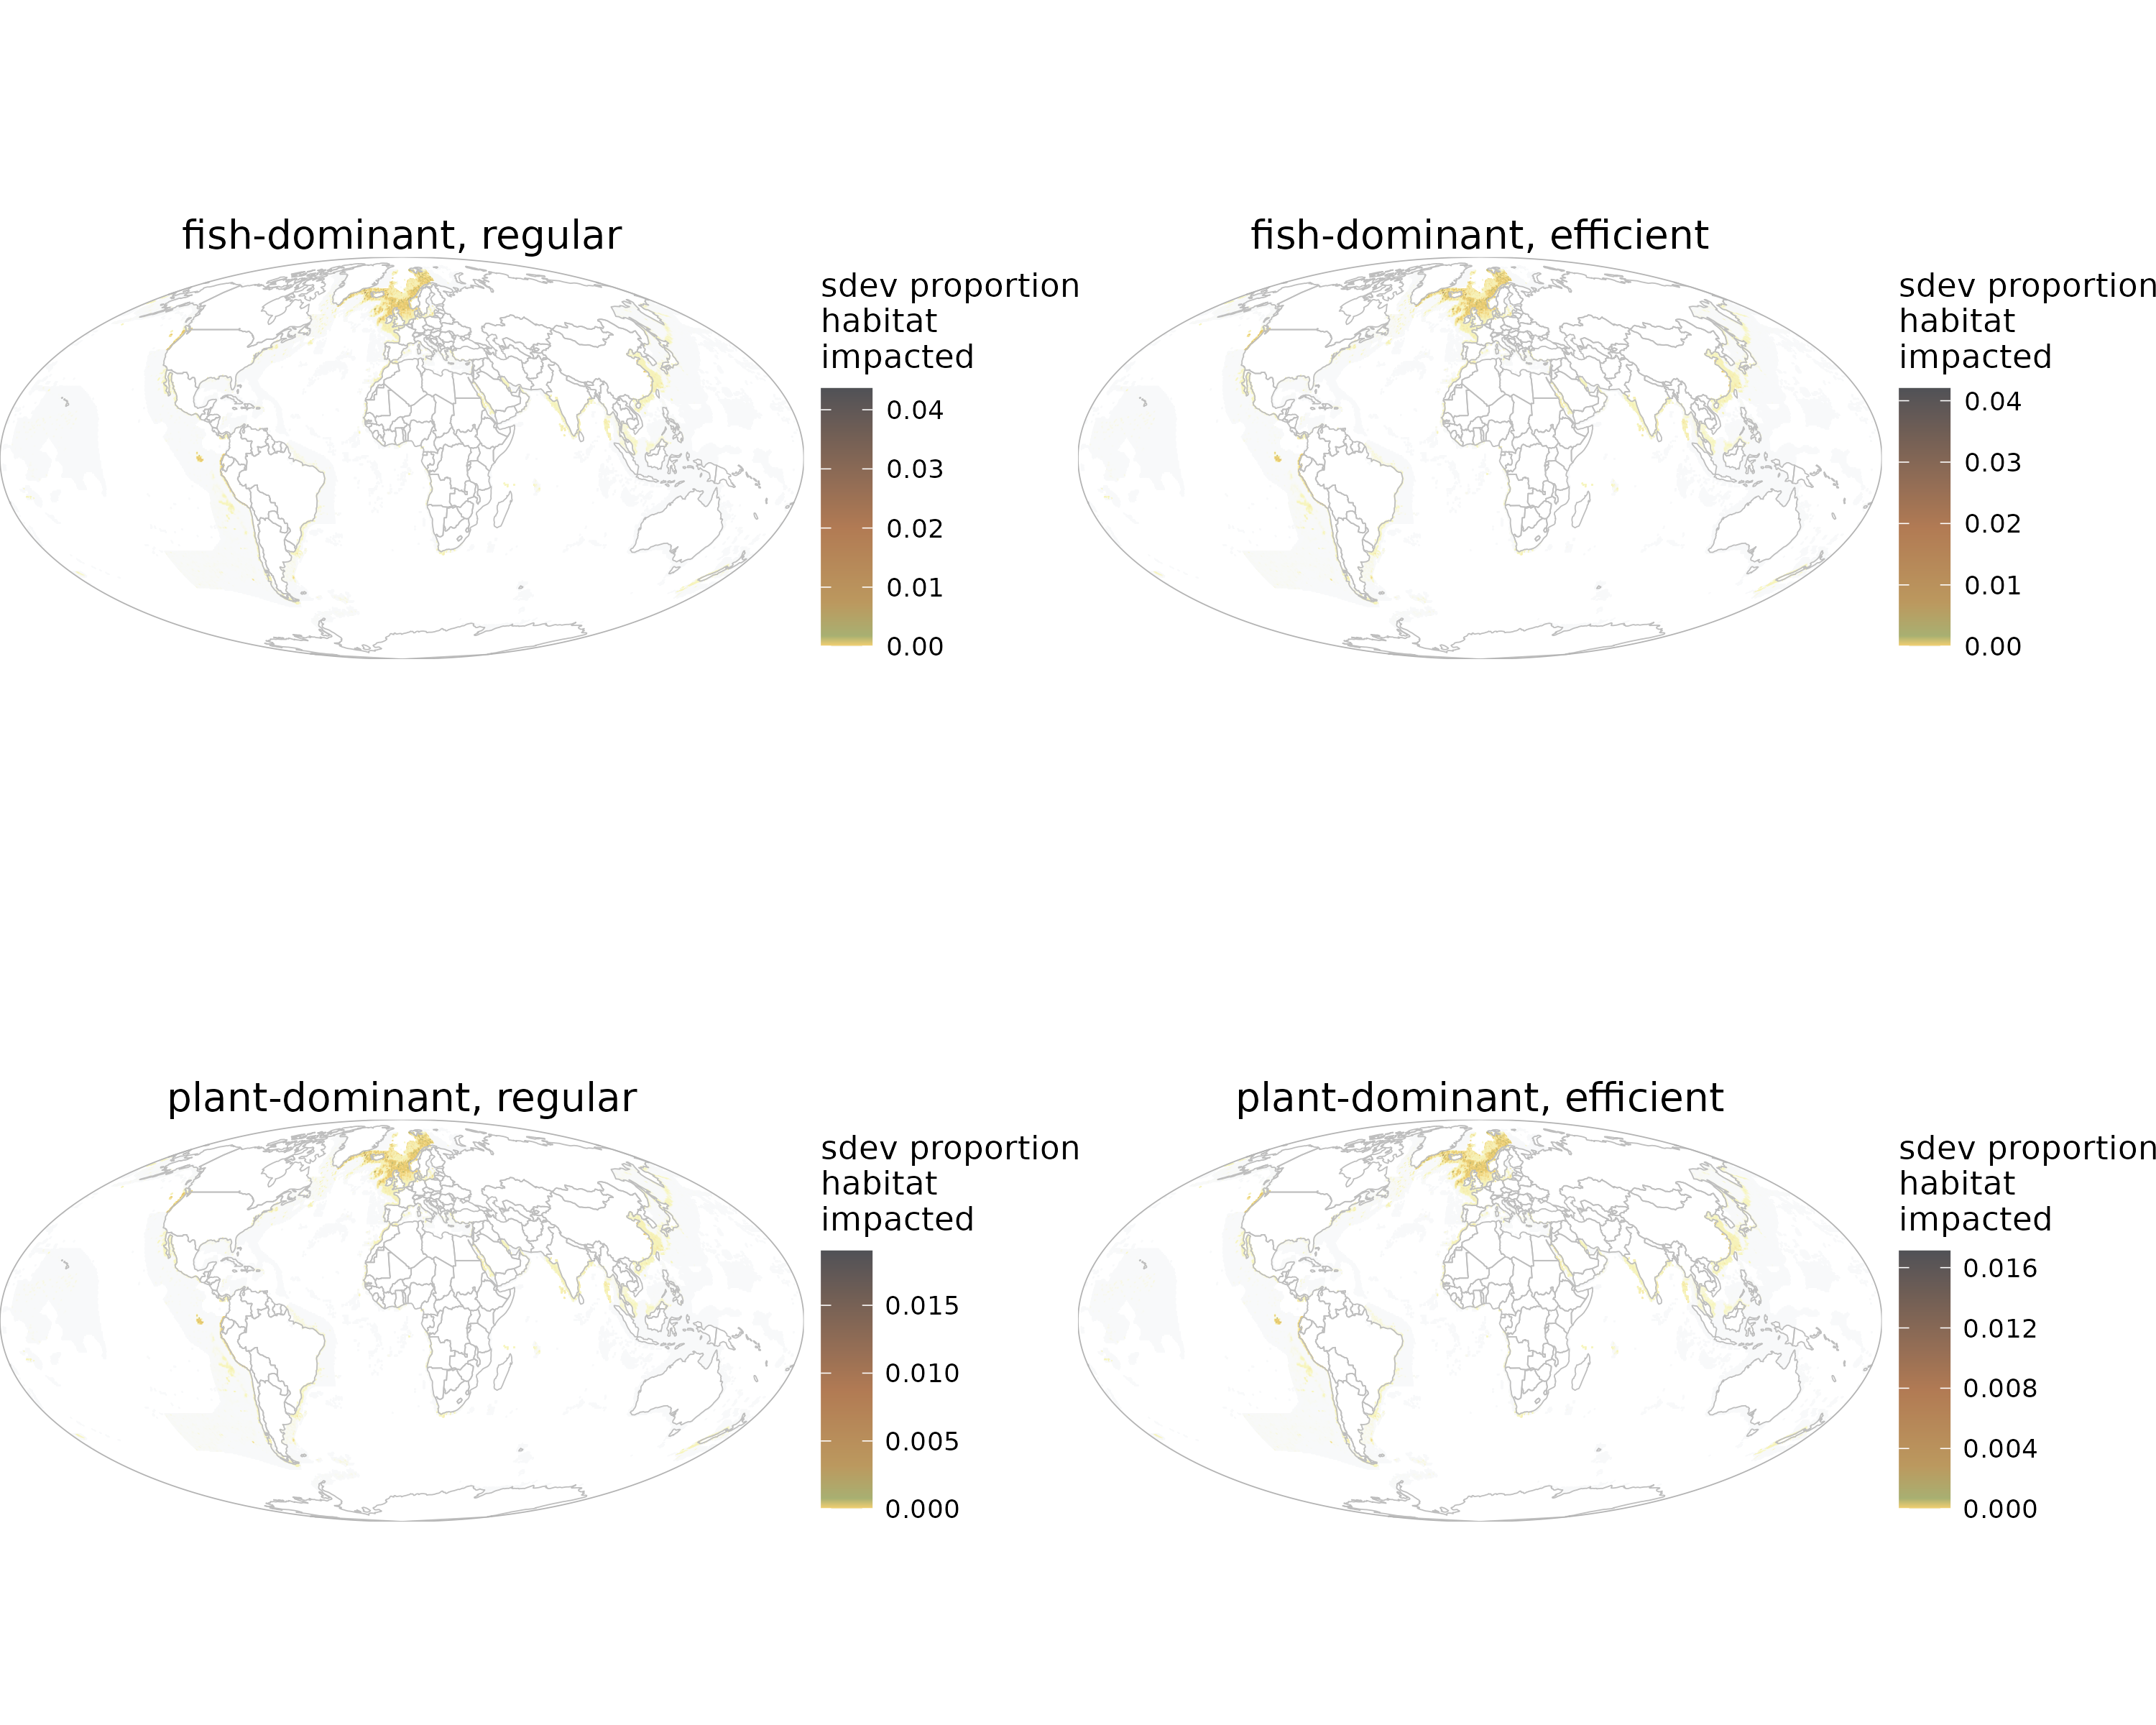 fish-dominant, regular
sdev proportion
habitat
impacted
0.04
0.03
0.02
0.01
0.00
fish-dominant, efficient
sdev proportion
habitat
impacted
0.04
0.03
0.02
0.01
0.00
plant-dominant, regular
sdev proportion
habitat
impacted
0.015
0.010
0.005
0.000
plant-dominant, efficient
sdev proportion
habitat
impacted
0.016
0.012
0.008
0.004
0.000